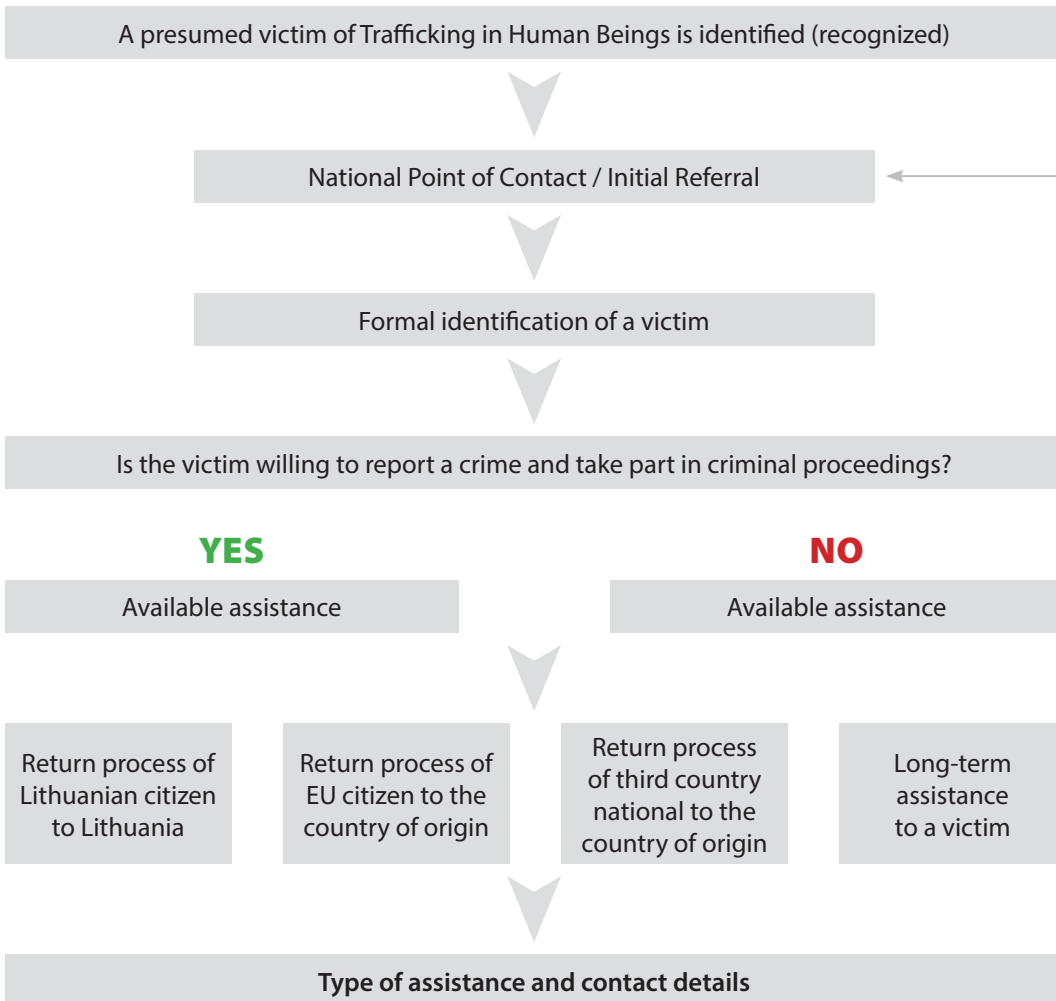 A presumed victim of Trafficking in Human Beings is identified (recognized)
National Point of Contact / Initial Referral
Formal identification of a victim
Is the victim willing to report a crime and take part in criminal proceedings?
YES
Available assistance
NO
Available assistance
Return process of
Lithuanian citizen
to Lithuania
Return process of
EU citizen to the
country of origin
Return process
of third country
national to the
country of origin
Long-term
assistance
to a victim
Type of assistance and contact details